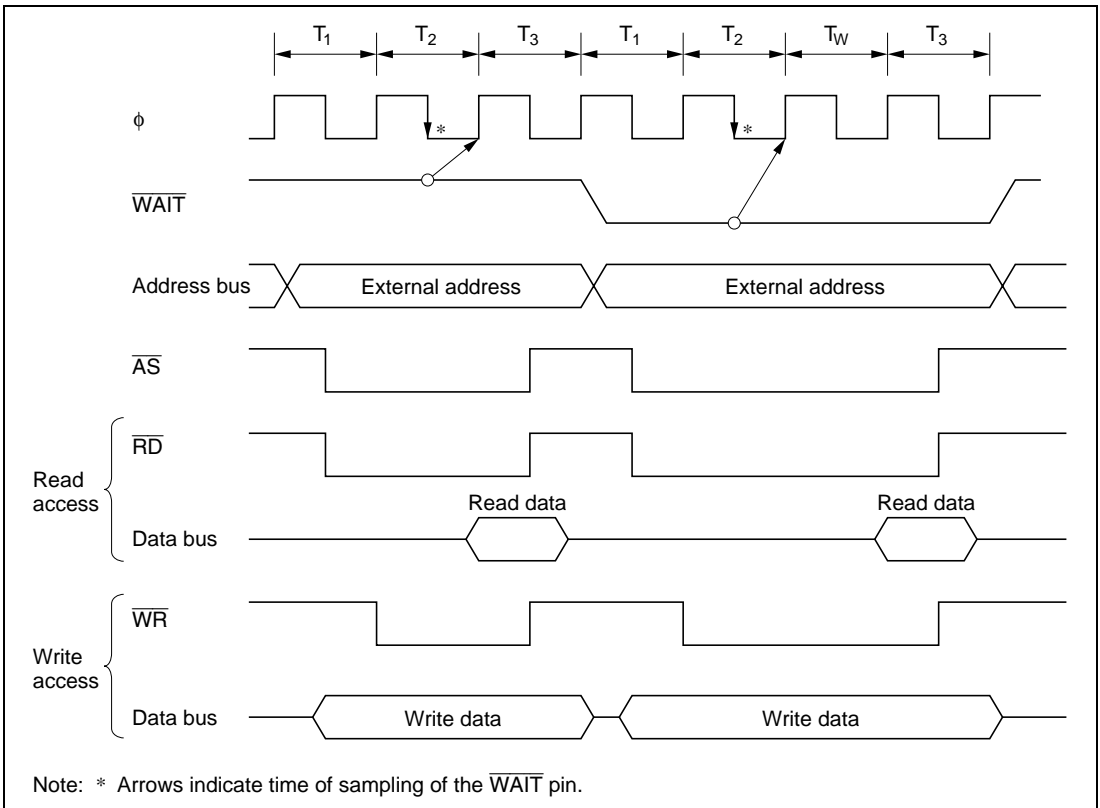 T1 T2 T3 T1 T2 TW T3
ϕ
* *
WAIT
Address bus External address External address
AS
RD
Read access
Read data Read data
Data bus
WR
Write access
Data bus Write data Write data
Note: * Arrows indicate time of sampling of the WAIT pin.